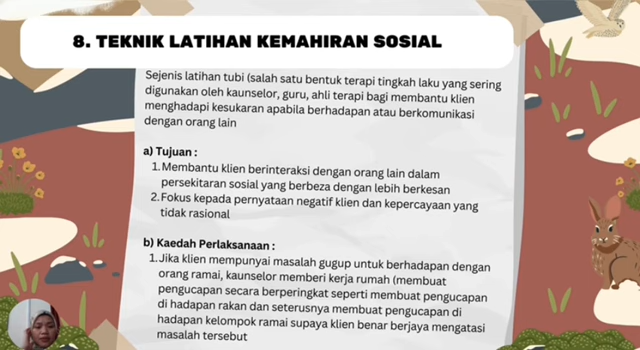 8. TEKNIK LATIHAN KEMAHIRAN SOSIAL
Sejenis latihan tubi (salah satu bentuk terapi tingkah laku yang sering
digunakan oleh kaunselor, guru, ahli terapi bagi membantu klien
menghadapi kesukaran apabila berhadapan atau berkomunikasi
dengan orang lain
a) Tujuan :
1. Membantu klien berinteraksi dengan orang lain dalam
persekitaran sosial yang berbeza dengan lebih berkesan
2. Fokus kepada pernyataan negatif klien dan kepercayaan yang
tidak rasional
b) Kaedah Perlaksanaan :
1. Jika klien mempunyai masalah gugup untuk berhadapan dengan
orang ramai, kaunselor memberi kerja rumah (membuat
pengucapan secara berperingkat seperti membuat pengucapan
di hadapan rakan dan seterusnya membuat pengucapan di
hadapan kelompok ramai supaya klien benar berjaya mengatasi
masalah tersebut